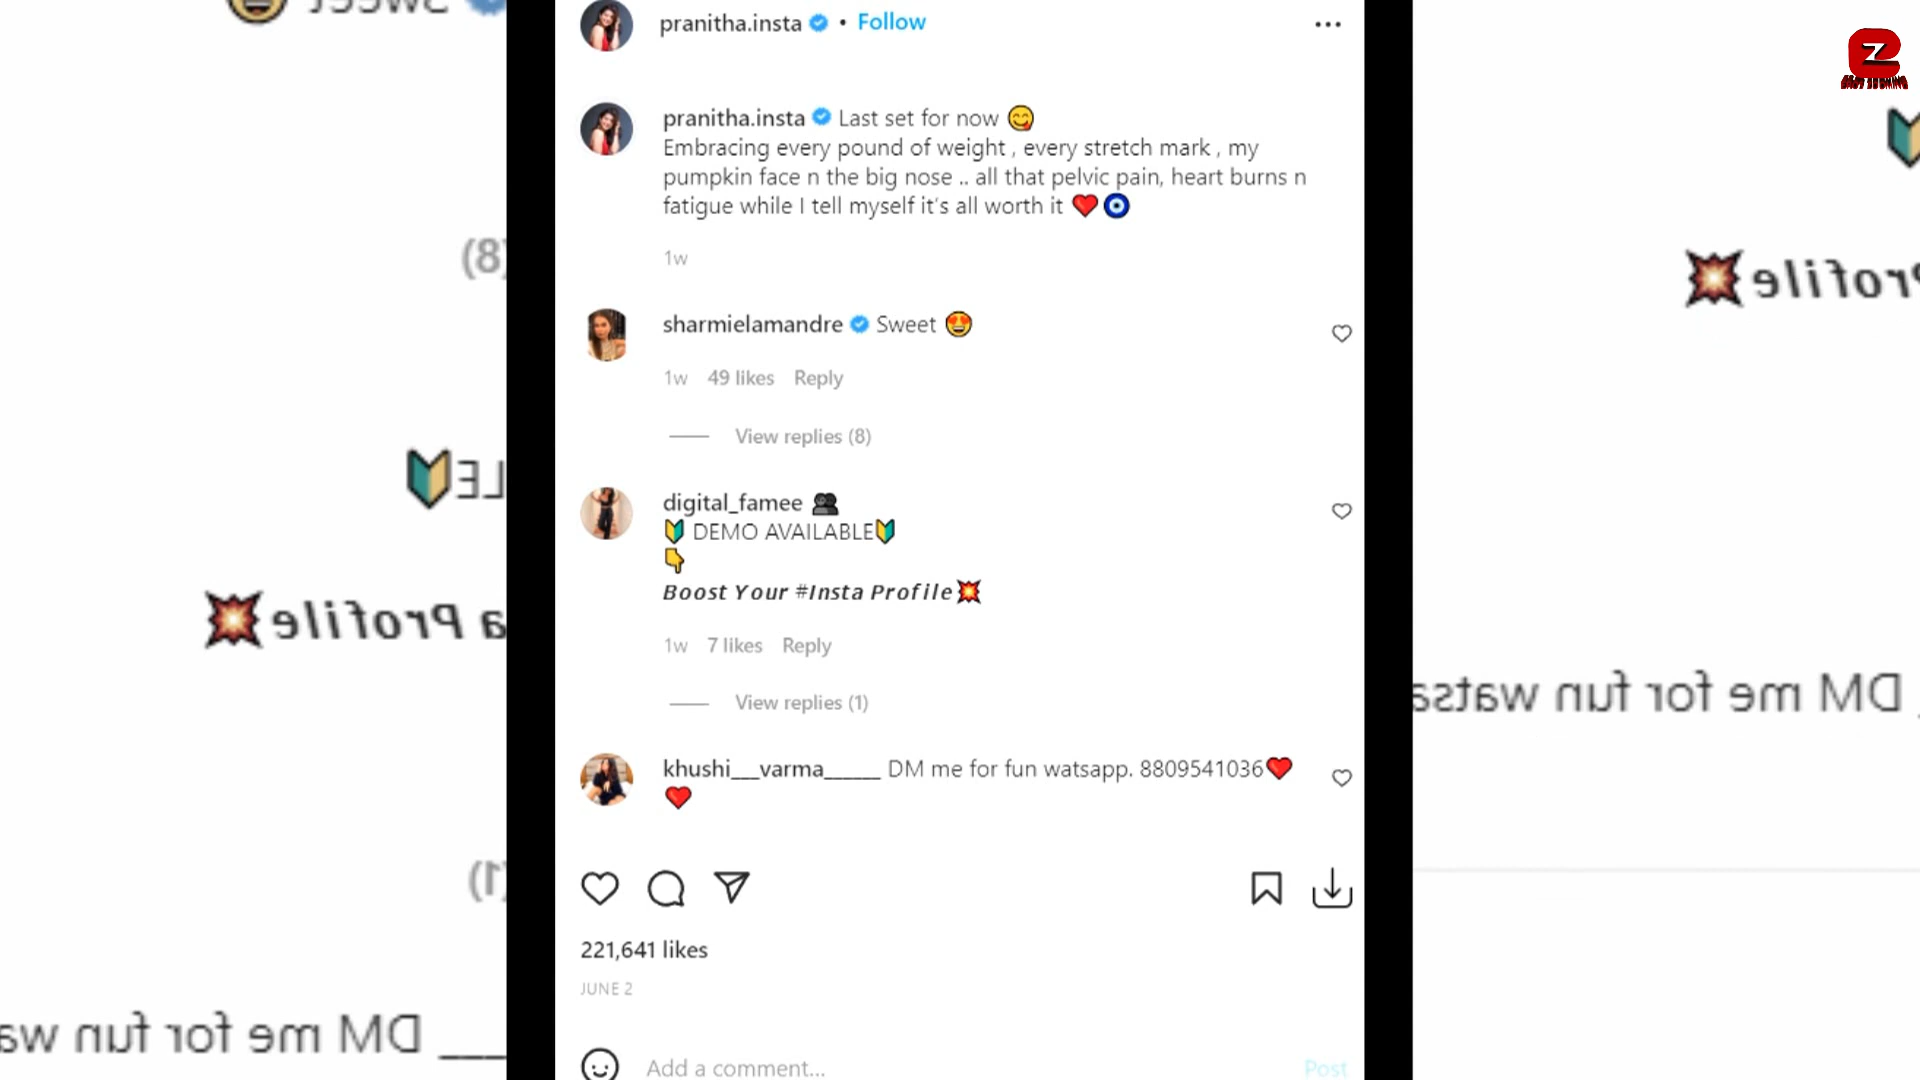 pranitha.insta • Follow
pranitha.insta Last set for now 😋
Embracing every pound of weight , every stretch mark , my
pumpkin face n the big nose .. all that pelvic pain, heart burns n
fatigue while I tell myself it's all worth it ❤️🧿
1w
sharmielamandre Sweet 😍
1w 49 likes Reply
View replies (8)
digital_famee 👥
🔰 DEMO AVAILABLE🔰
👇
Boost Your #Insta Profile💥
1w 7 likes Reply
View replies (1)
khushi___varma______ DM me for fun watsapp. 8809541036❤️
❤️
221,641 likes
JUNE 2
Add a comment...
Post